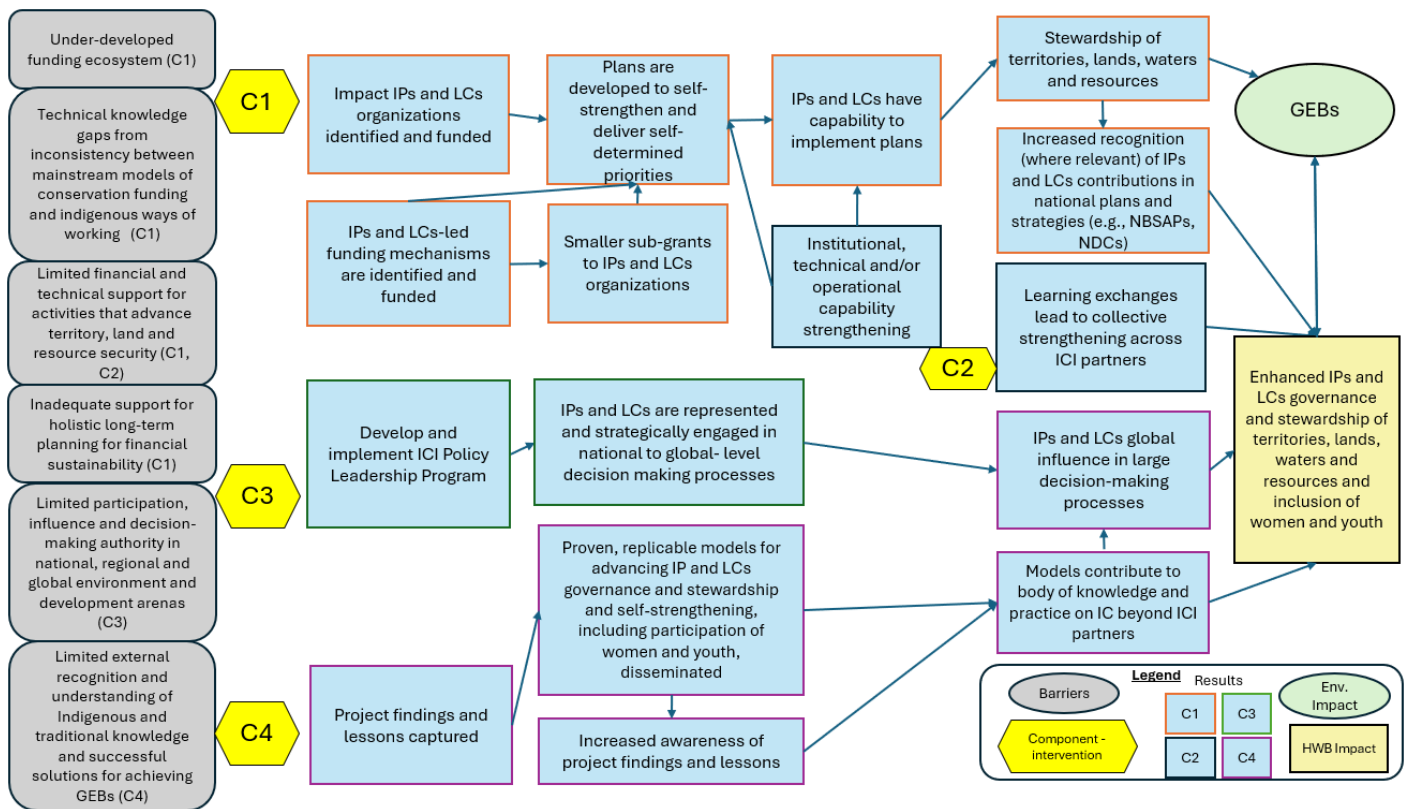 Under-developed
funding ecosystem (C1)
Technical knowledge
gaps from
inconsistency between
mainstream models of
conservation funding
and indigenous ways of
working (C1)
Limited financial and
technical support for
activities that advance
territory, land and
resource security (C1,
C2)
Inadequate support for
holistic long-term
planning for financial
sustainability (C1)
Limited participation,
influence and decision-
making authority in
national, regional and
global environment and
development arenas
(C3)
Limited external
recognition and
understanding of
Indigenous and
traditional knowledge
and successful
solutions for achieving
GEBs (C4)
C1
Impact IPs and LCs
organizations
identified and funded
Plans are
developed to self-
strengthen and
deliver self-
determined
priorities
IPs and LCs have
capability to
implement plans
Stewardship of
territories, lands, waters
and resources
GEBs
Increased recognition
(where relevant) of IPs
and LCs contributions in
national plans and
strategies (e.g., NBSAPs,
NDCs)
IPs and LCs-led
funding mechanisms
are identified and
funded
Smaller sub-grants
to IPs and LCs
organizations
Institutional,
technical and/or
operational
capability
strengthening
C2
Learning exchanges
lead to collective
strengthening across
ICI partners
Enhanced IPs and
LCs governance
and stewardship of
territories, lands,
waters and
resources and
inclusion of
women and youth
C3
Develop and
implement ICI Policy
Leadership Program
IPs and LCs are represented
and strategically engaged in
national to global- level
decision making processes
IPs and LCs global
influence in large
decision-making
processes
C4
Project findings and
lessons captured
Proven, replicable models for
advancing IP and LCs
governance and stewardship
and self-strengthening,
including participation of
women and youth,
disseminated
Increased awareness of
project findings and lessons
Models contribute to
body of knowledge and
practice on IC beyond ICI
partners
Legend
Barriers
Component -
intervention
Results
C1
C3
C2
C4
Env.
Impact
HWB Impact